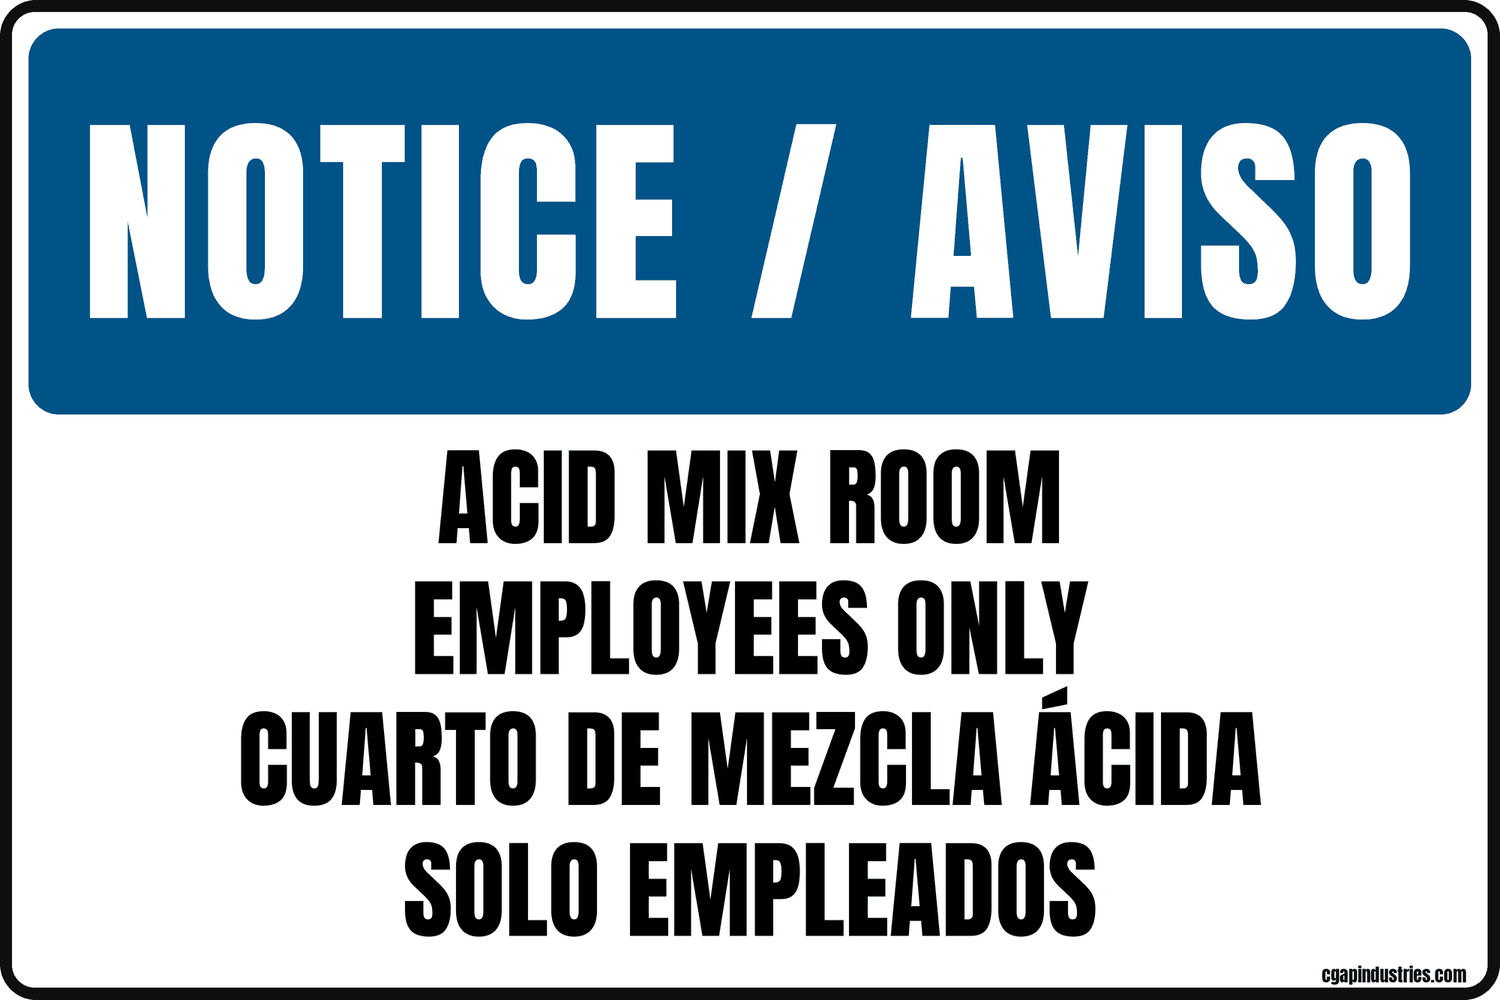 NOTICE / AVISO
ACID MIX ROOM
EMPLOYEES ONLY
CUARTO DE MEZCLA ÁCIDA
SOLO EMPLEADOS
cgapindustries.com